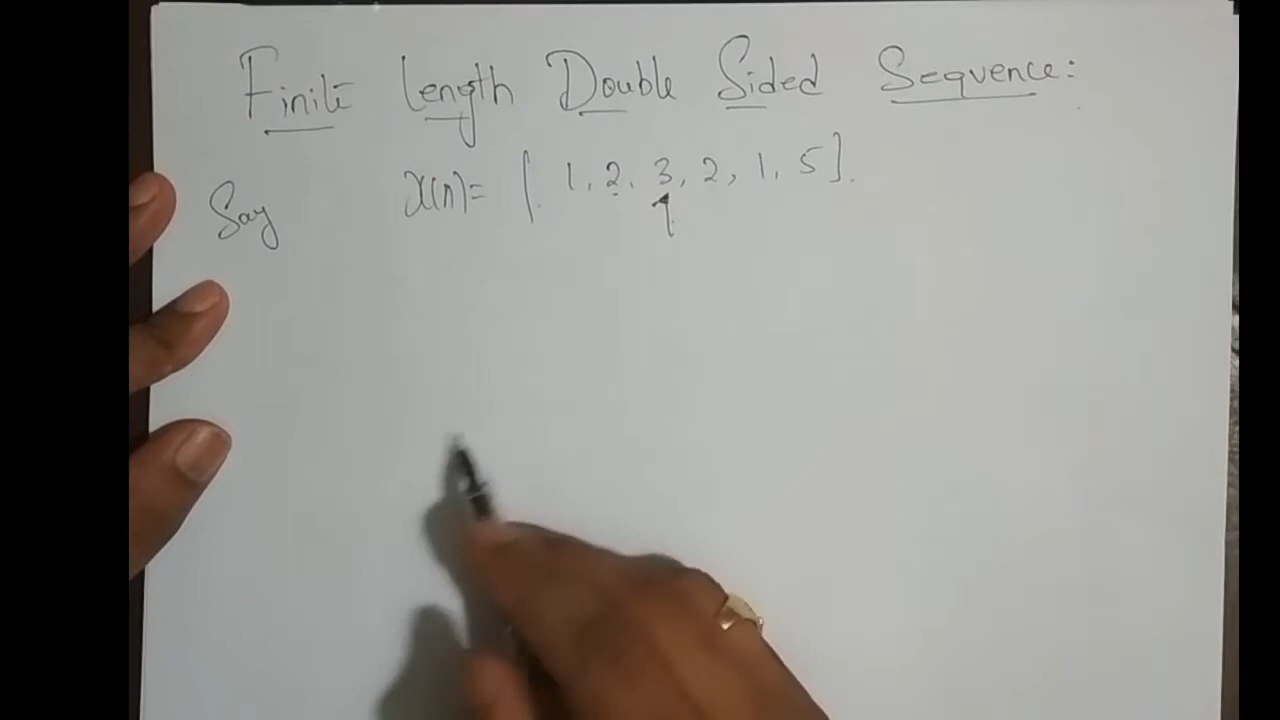 Finite Length Double Sided Sequence:
Say x(n)= [ 1, 2, 3, 2, 1, 5 ].
↑